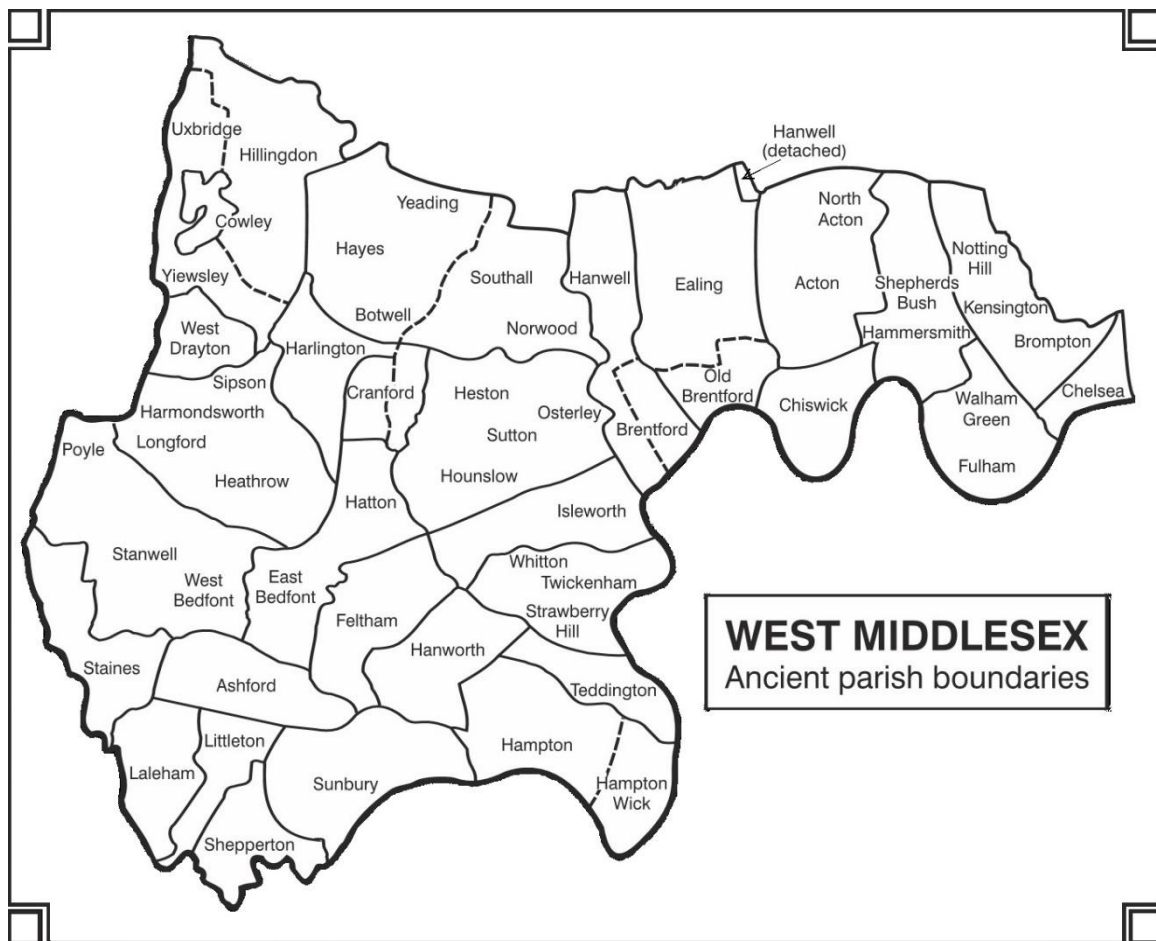 Hanwell
(detached)
Uxbridge
Hillingdon
Cowley
Yiewsley
Yeading
Hayes
Botwell
Southall
Norwood
Hanwell
Ealing
North
Acton
Acton
Notting
Hill
Shepherds
Bush
Kensington
Hammersmith
Brompton
Chelsea
West
Drayton
Harlington
Sipson
Cranford
Heston
Osterley
Sutton
Hounslow
Old
Brentford
Brentford
Chiswick
Walham
Green
Fulham
Harmondsworth
Longford
Poyle
Heathrow
Hatton
Isleworth
Stanwell
West
Bedfont
East
Bedfont
Whitton
Twickenham
Strawberry
Hill
Feltham
Hanworth
Staines
Ashford
Teddington
Littleton
Laleham
Sunbury
Hampton
Hampton
Wick
Shepperton
WEST MIDDLESEX
Ancient parish boundaries